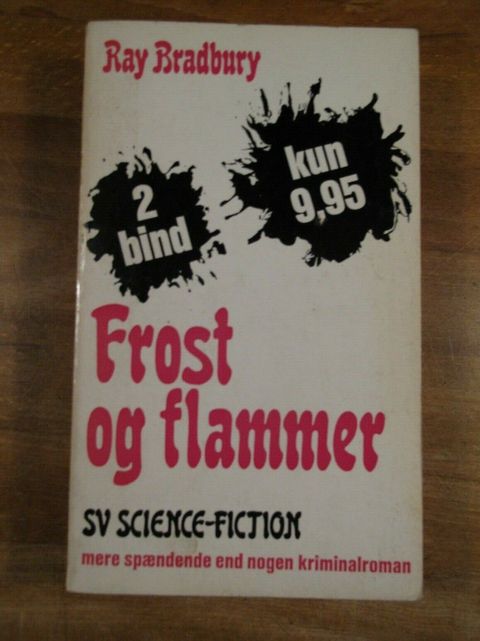 Ray Bradbury
2
bind
kun
9,95
Frost
og flammer
SV SCIENCE-FICTION
mere spændende end nogen kriminalroman